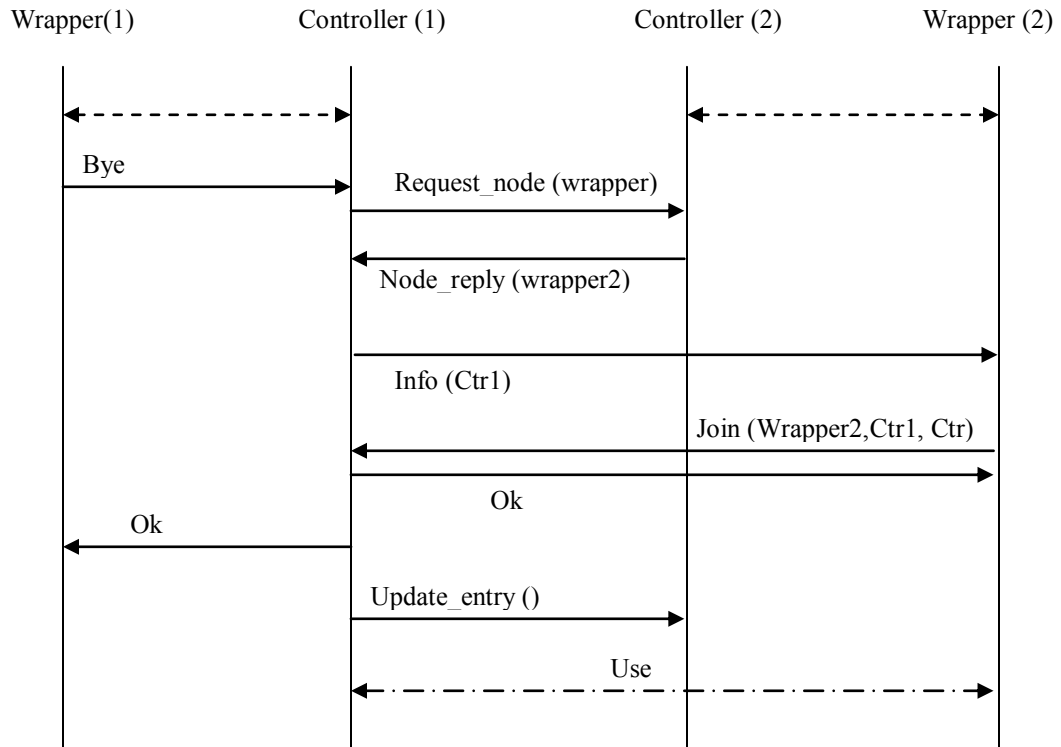 Wrapper(1)
Controller (1)
Controller (2)
Wrapper (2)
Bye
Request_node (wrapper)
Node_reply (wrapper2)
Info (Ctr1)
Join (Wrapper2,Ctr1, Ctr)
Ok
Ok
Update_entry ()
Use